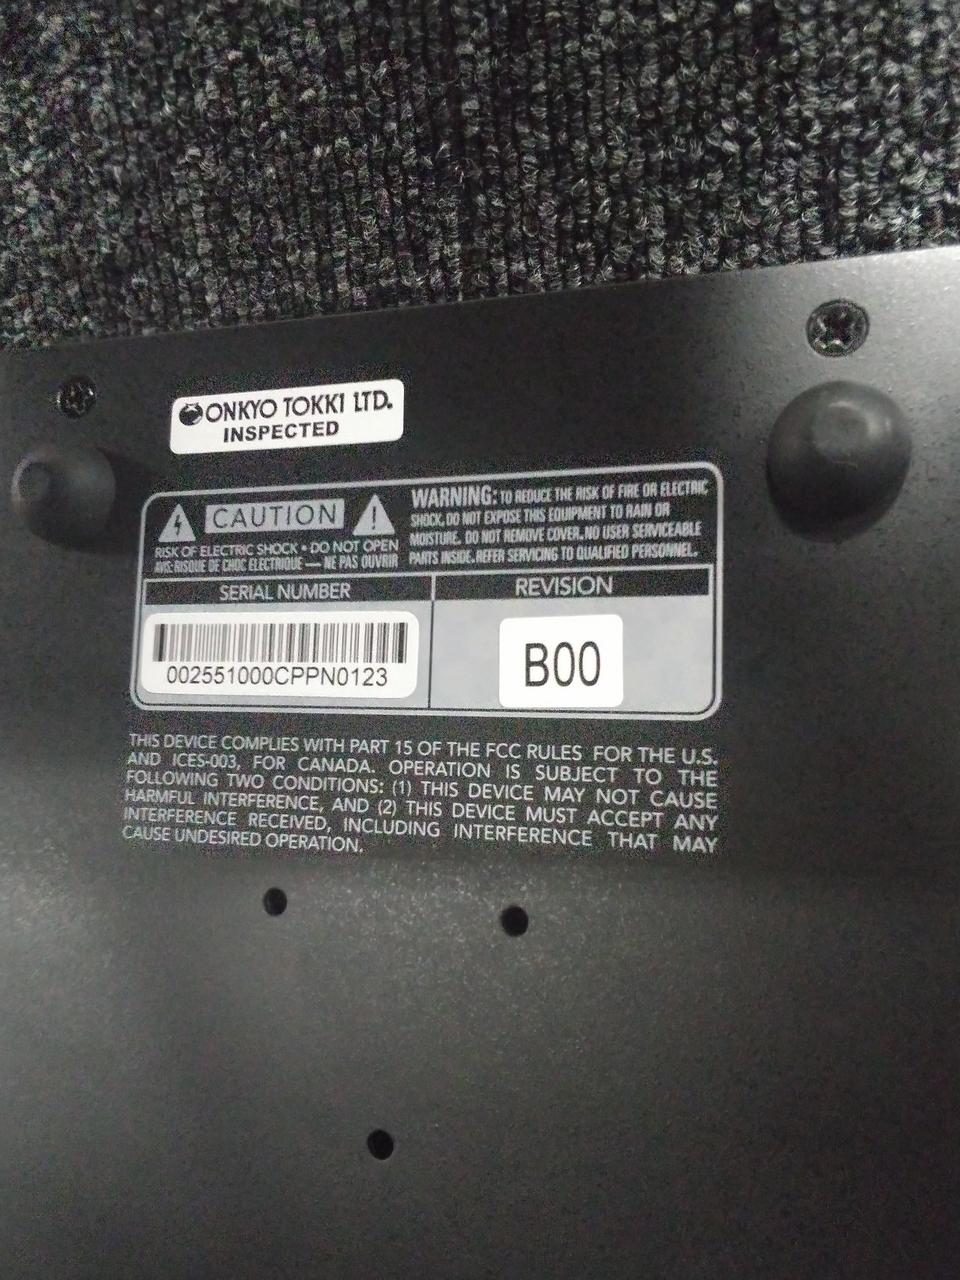 ONKYO TOKKI LTD.
INSPECTED
CAUTION
RISK OF ELECTRIC SHOCK • DO NOT OPEN
AVIS: RISQUE DE CHOC ELECTRIQUE — NE PAS OUVRIR
WARNING: TO REDUCE THE RISK OF FIRE OR ELECTRIC
SHOCK, DO NOT EXPOSE THIS EQUIPMENT TO RAIN OR
MOISTURE. DO NOT REMOVE COVER. NO USER SERVICEABLE
PARTS INSIDE. REFER SERVICING TO QUALIFIED PERSONNEL.
SERIAL NUMBER
002551000CPPN0123
REVISION
B00
THIS DEVICE COMPLIES WITH PART 15 OF THE FCC RULES FOR THE U.S.
AND ICES-003, FOR CANADA. OPERATION IS SUBJECT TO THE
FOLLOWING TWO CONDITIONS: (1) THIS DEVICE MAY NOT CAUSE
HARMFUL INTERFERENCE, AND (2) THIS DEVICE MUST ACCEPT ANY
INTERFERENCE RECEIVED, INCLUDING INTERFERENCE THAT MAY
CAUSE UNDESIRED OPERATION.